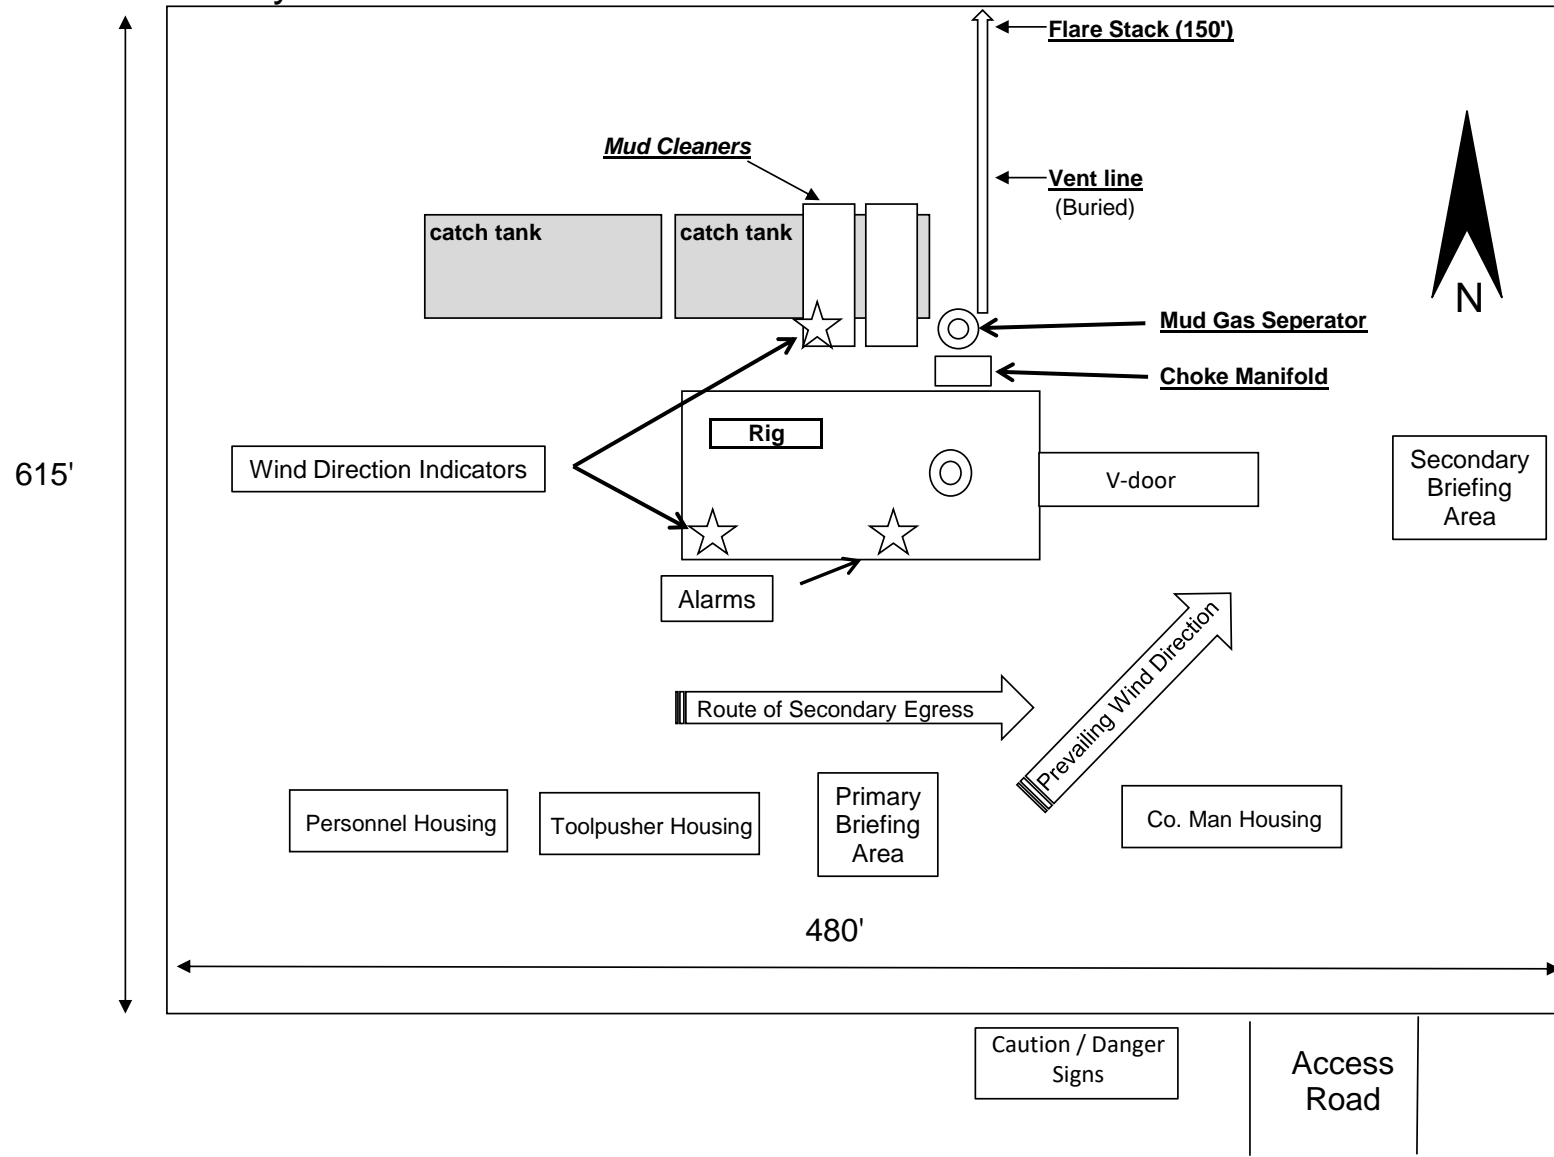 Flare Stack (150')
Mud Cleaners
Vent line
(Buried)
catch tank
catch tank
N
Mud Gas Seperator
Choke Manifold
Rig
Wind Direction Indicators
615'
V-door
Secondary
Briefing
Area
Alarms
Prevailing Wind Direction
Route of Secondary Egress
Personnel Housing
Toolpusher Housing
Primary
Briefing
Area
Co. Man Housing
480'
Caution / Danger
Signs
Access
Road